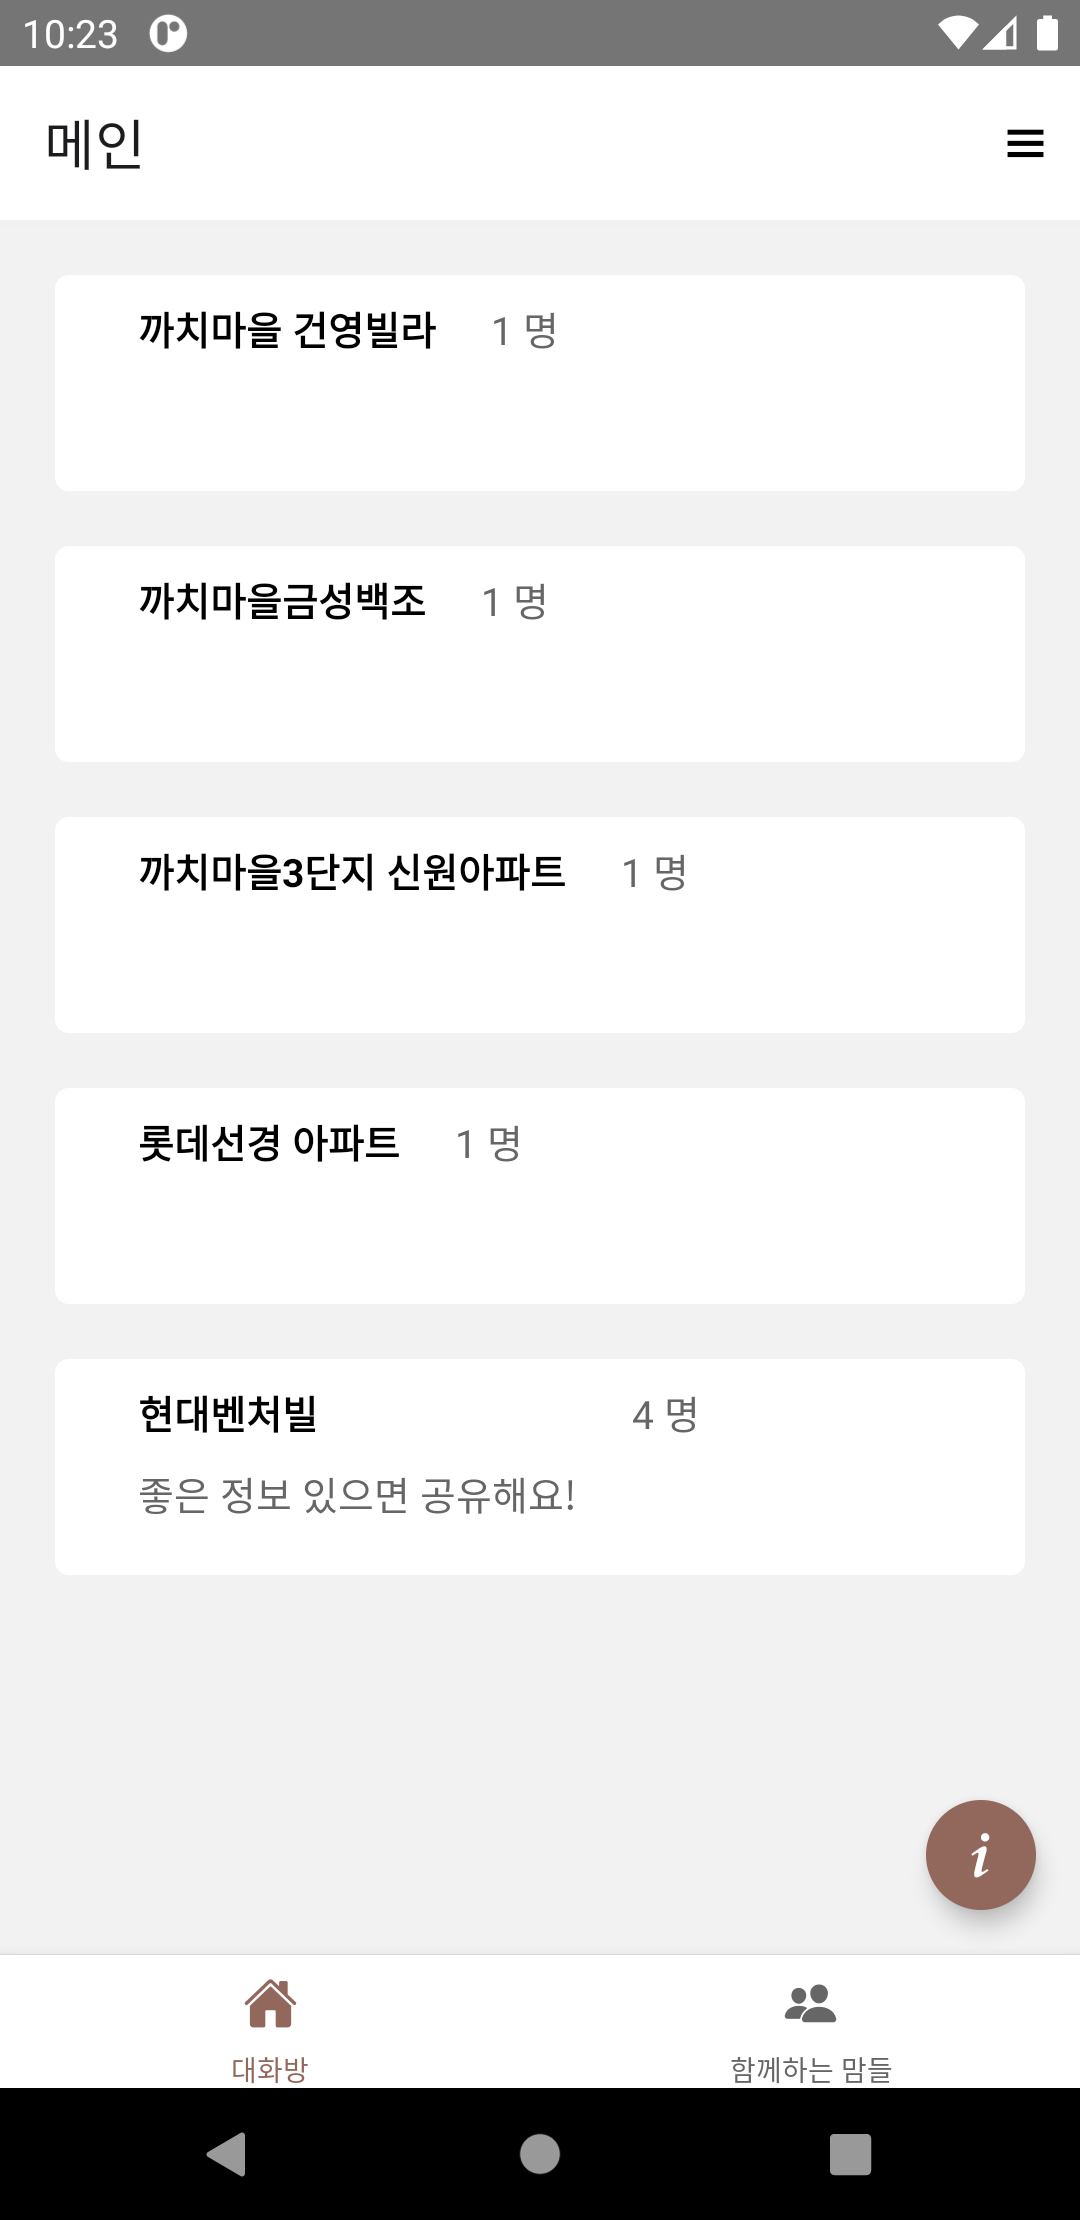 10:23
메인
까치마을 건영빌라 1 명
까치마을금성백조 1 명
까치마을3단지 신원아파트 1 명
롯데선경 아파트 1 명
현대벤처빌 4 명
좋은 정보 있으면 공유해요!
i
대화방 함께하는 맘들